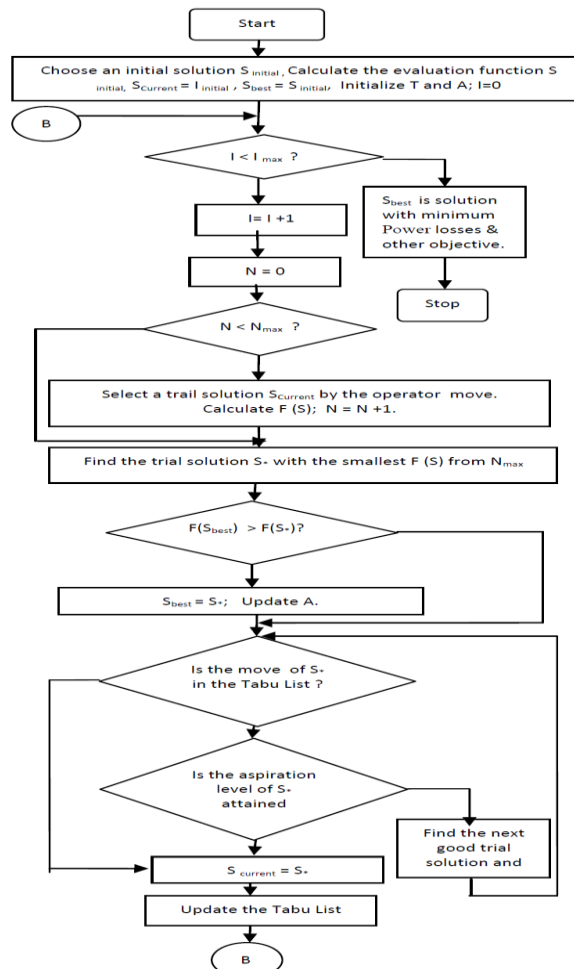 Start
Choose an initial solution S initial , Calculate the evaluation function S
initial, SCurrent = I initial , Sbest = S initial, Initialize T and A; I=0
B
I < I max ?
Sbest is solution
with minimum
Power losses &
other objective.
I= I +1
N = 0
Stop
N < Nmax ?
Select a trail solution SCurrent by the operator move.
Calculate F (S); N = N +1.
Find the trial solution S* with the smallest F (S) from Nmax
F(Sbest) > F(S*)?
Sbest = S*; Update A.
Is the move of S*
in the Tabu List ?
Is the aspiration
level of S*
attained
Find the next
good trial
solution and
S current = S*
Update the Tabu List
B